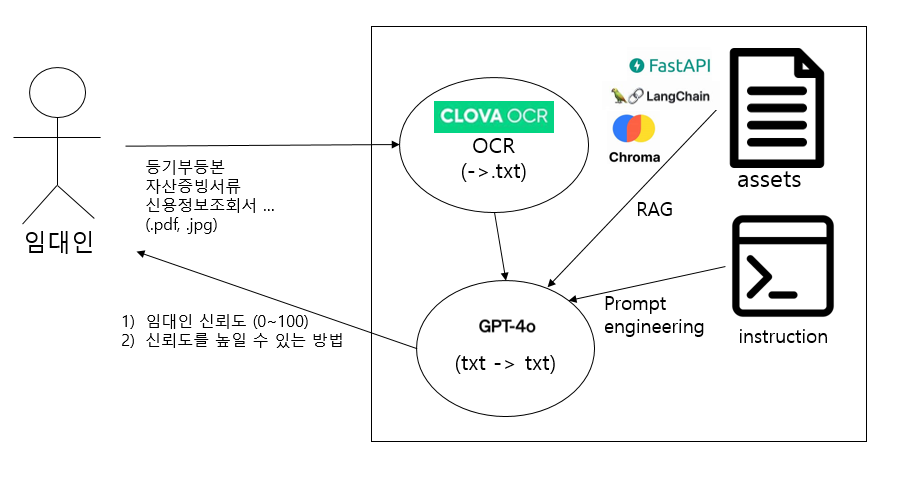 임대인
등기부등본
자산증빙서류
신용정보조회서 ...
(.pdf, .jpg)
1) 임대인 신뢰도 (0~100)
2) 신뢰도를 높일 수 있는 방법
CLOVA OCR
OCR
(->.txt)
FastAPI
LangChain
Chroma
assets
RAG
GPT-4o
(txt -> txt)
Prompt
engineering
instruction